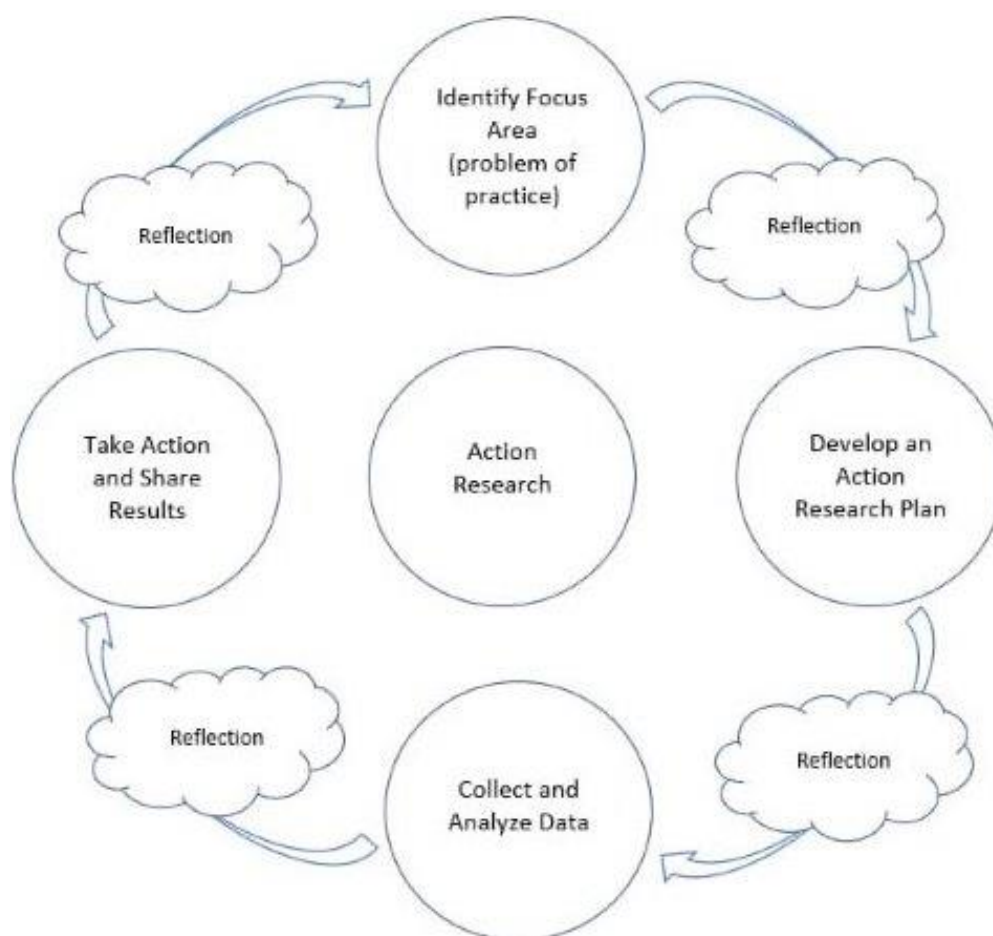 Identify Focus
Area
(problem of
practice)
Reflection
Reflection
Take Action
and Share
Results
Action
Research
Develop an
Action
Research Plan
Reflection
Reflection
Collect and
Analyze Data